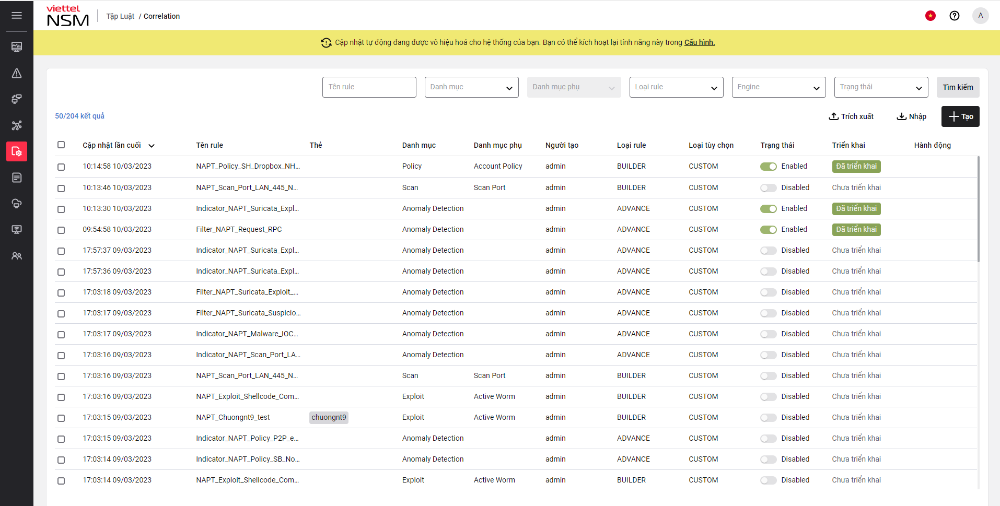 viettel
NSM
Tập Luật / Correlation
A
Cập nhật tự động đang được vô hiệu hoá cho hệ thống của bạn. Bạn có thể kích hoạt lại tính năng này trong Cấu hình.
Tên rule Danh mục Danh mục phụ Loại rule Engine Trạng thái Tìm kiếm
50/204 kết quả Trích xuất Nhập Tạo
Cập nhật lần cuối Tên rule Thẻ Danh mục Danh mục phụ Người tạo Loại rule Loại tùy chọn Trạng thái Triển khai Hành động
10:14:58 10/03/2023 NAPT_Policy_SH_Dropbox_NH... Policy Account Policy admin BUILDER CUSTOM Enabled Đã triển khai
10:13:46 10/03/2023 NAPT_Scan_Port_LAN_445_N... Scan Scan Port admin BUILDER CUSTOM Disabled Chưa triển khai
10:13:30 10/03/2023 Indicator_NAPT_Suricata_Expl... Anomaly Detection admin ADVANCE CUSTOM Enabled Đã triển khai
09:54:58 10/03/2023 Filter_NAPT_Request_RPC Anomaly Detection admin ADVANCE CUSTOM Enabled Đã triển khai
17:57:37 09/03/2023 Indicator_NAPT_Suricata_Expl... Anomaly Detection admin ADVANCE CUSTOM Disabled Chưa triển khai
17:57:36 09/03/2023 Indicator_NAPT_Suricata_Expl... Anomaly Detection admin ADVANCE CUSTOM Disabled Chưa triển khai
17:03:18 09/03/2023 Filter_NAPT_Suricata_Exploit_... Anomaly Detection admin ADVANCE CUSTOM Disabled Chưa triển khai
17:03:17 09/03/2023 Filter_NAPT_Suricata_Suspicio... Anomaly Detection admin ADVANCE CUSTOM Disabled Chưa triển khai
17:03:17 09/03/2023 Indicator_NAPT_Malware_IOC... Anomaly Detection admin ADVANCE CUSTOM Disabled Chưa triển khai
17:03:16 09/03/2023 Indicator_NAPT_Scan_Port_LA... Anomaly Detection admin ADVANCE CUSTOM Disabled Chưa triển khai
17:03:16 09/03/2023 NAPT_Scan_Port_LAN_445_N... Scan Scan Port admin BUILDER CUSTOM Disabled Chưa triển khai
17:03:16 09/03/2023 NAPT_Exploit_Shellcode_Com... Exploit Active Worm admin BUILDER CUSTOM Disabled Chưa triển khai
17:03:15 09/03/2023 NAPT_Chuongnt9_test chuongnt9 Exploit Active Worm admin BUILDER CUSTOM Disabled Chưa triển khai
17:03:15 09/03/2023 Indicator_NAPT_Policy_P2P_e... Anomaly Detection admin ADVANCE CUSTOM Disabled Chưa triển khai
17:03:14 09/03/2023 Indicator_NAPT_Policy_SB_No... Anomaly Detection admin ADVANCE CUSTOM Disabled Chưa triển khai
17:03:14 09/03/2023 NAPT_Exploit_Shellcode_Com... Exploit Active Worm admin BUILDER CUSTOM Disabled Chưa triển khai